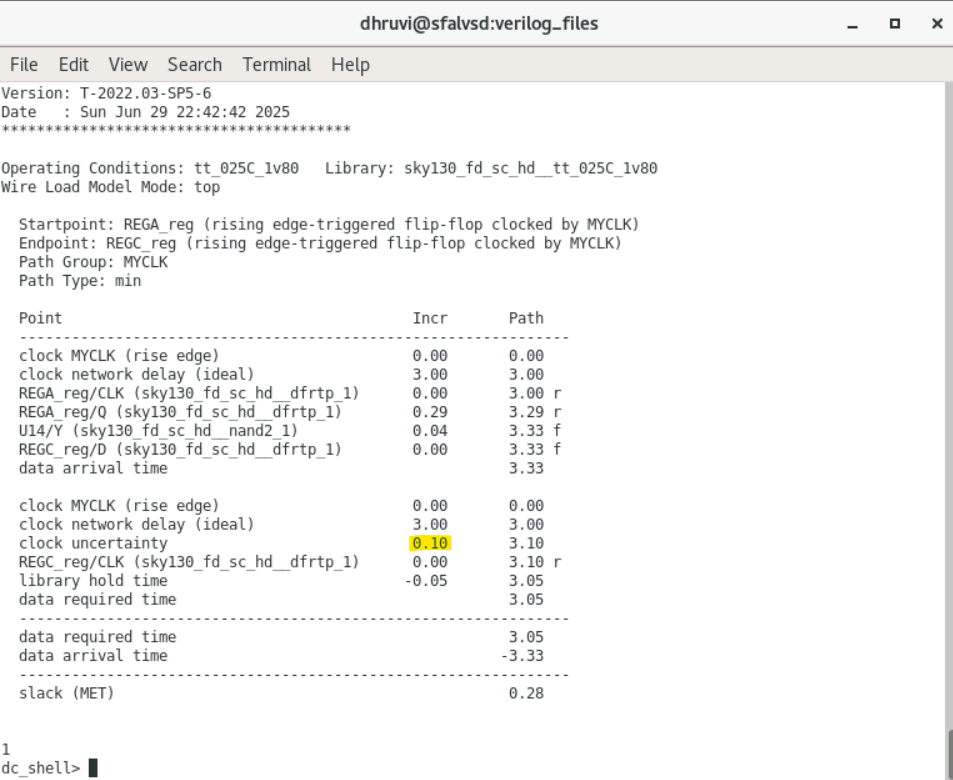 dhruvi@sfalvsd:verilog_files
File Edit View Search Terminal Help
Version: T-2022.03-SP5-6
Date   : Sun Jun 29 22:42:42 2025
****************************************
Operating Conditions: tt_025C_1v80   Library: sky130_fd_sc_hd__tt_025C_1v80
Wire Load Model Mode: top
Startpoint: REGA_reg (rising edge-triggered flip-flop clocked by MYCLK)
Endpoint: REGC_reg (rising edge-triggered flip-flop clocked by MYCLK)
Path Group: MYCLK
Path Type: min
Point                                        Incr       Path
---------------------------------------------------------------
clock MYCLK (rise edge)                      0.00       0.00
clock network delay (ideal)                  3.00       3.00
REGA_reg/CLK (sky130_fd_sc_hd__dfrtp_1)      0.00       3.00 r
REGA_reg/Q (sky130_fd_sc_hd__dfrtp_1)        0.29       3.29 r
U14/Y (sky130_fd_sc_hd__nand2_1)             0.04       3.33 f
REGC_reg/D (sky130_fd_sc_hd__dfrtp_1)        0.00       3.33 f
data arrival time                                       3.33
clock MYCLK (rise edge)                      0.00       0.00
clock network delay (ideal)                  3.00       3.00
clock uncertainty                            0.10       3.10
REGC_reg/CLK (sky130_fd_sc_hd__dfrtp_1)      0.00       3.10 r
library hold time                           -0.05       3.05
data required time                                      3.05
---------------------------------------------------------------
data required time                                      3.05
data arrival time                                      -3.33
---------------------------------------------------------------
slack (MET)                                             0.28
1
dc_shell>